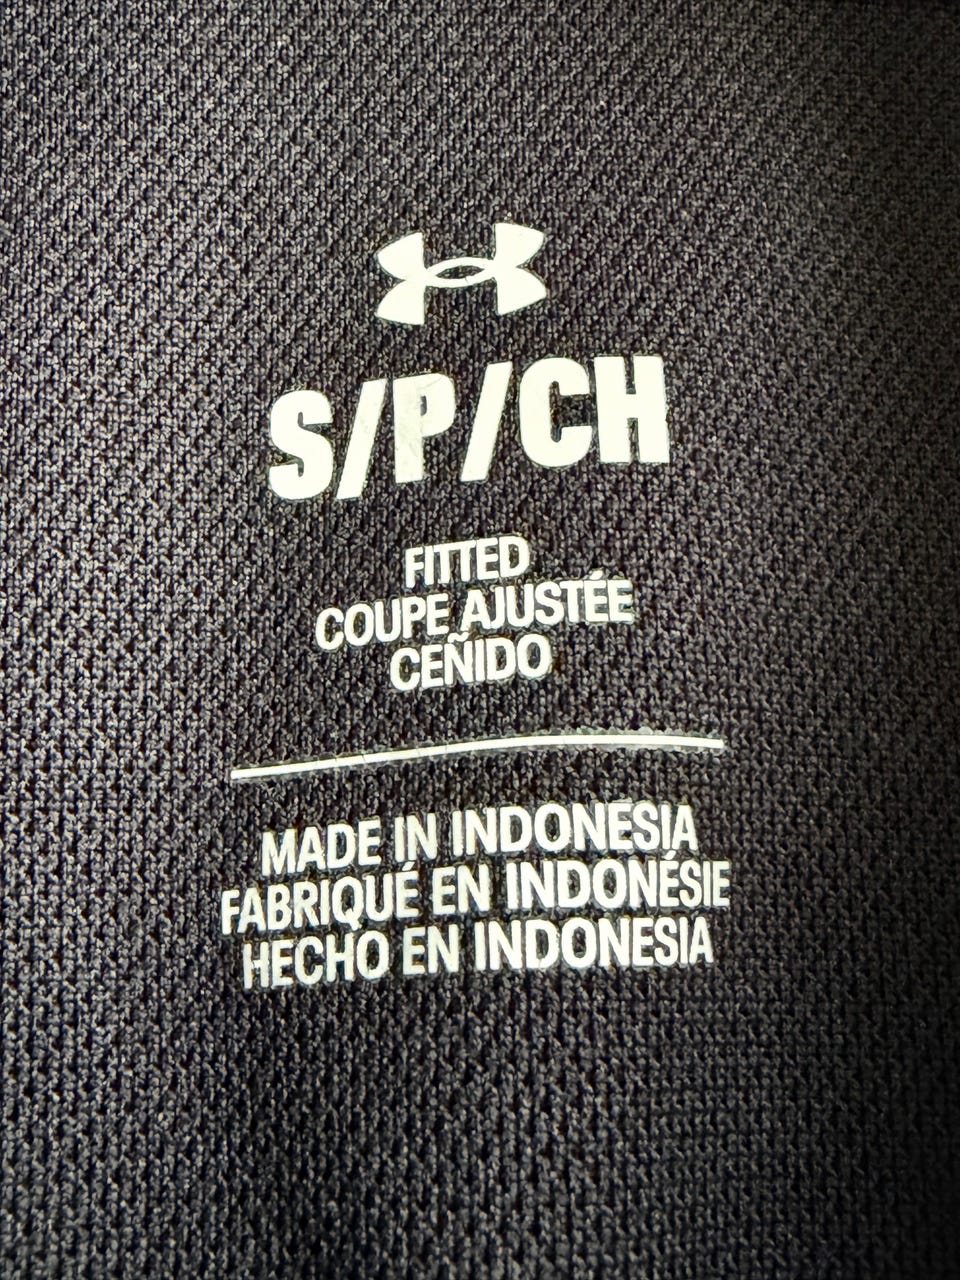 S/P/CH
FITTED
COUPE AJUSTÉE
CEÑIDO
MADE IN INDONESIA
FABRIQUÉ EN INDONÉSIE
HECHO EN INDONESIA